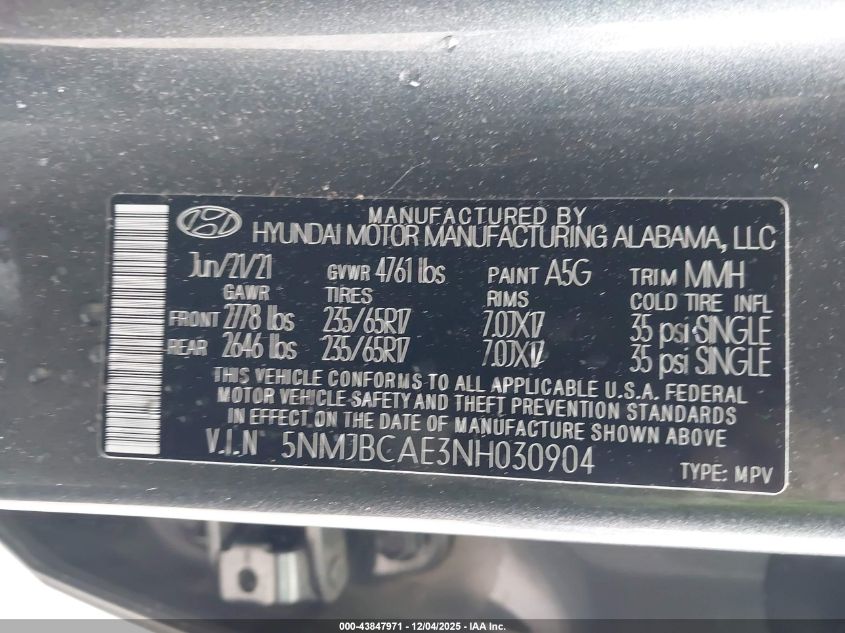 MANUFACTURED BY
HYUNDAI MOTOR MANUFACTURING ALABAMA, LLC
Jun/21/21 GVWR 4761 lbs PAINT A5G TRIM MMH
GAWR TIRES RIMS COLD TIRE INFL
FRONT 2778 lbs 235/65R17 7.0JX17 35 psi SINGLE
REAR 2646 lbs 235/65R17 7.0JX17 35 psi SINGLE
THIS VEHICLE CONFORMS TO ALL APPLICABLE U.S.A. FEDERAL
MOTOR VEHICLE SAFETY AND THEFT PREVENTION STANDARDS
IN EFFECT ON THE DATE OF MANUFACTURE SHOWN ABOVE
V.I.N 5NMJBCAE3NH030904
TYPE: MPV
000-43847971 - 12/04/2025 - IAA Inc.